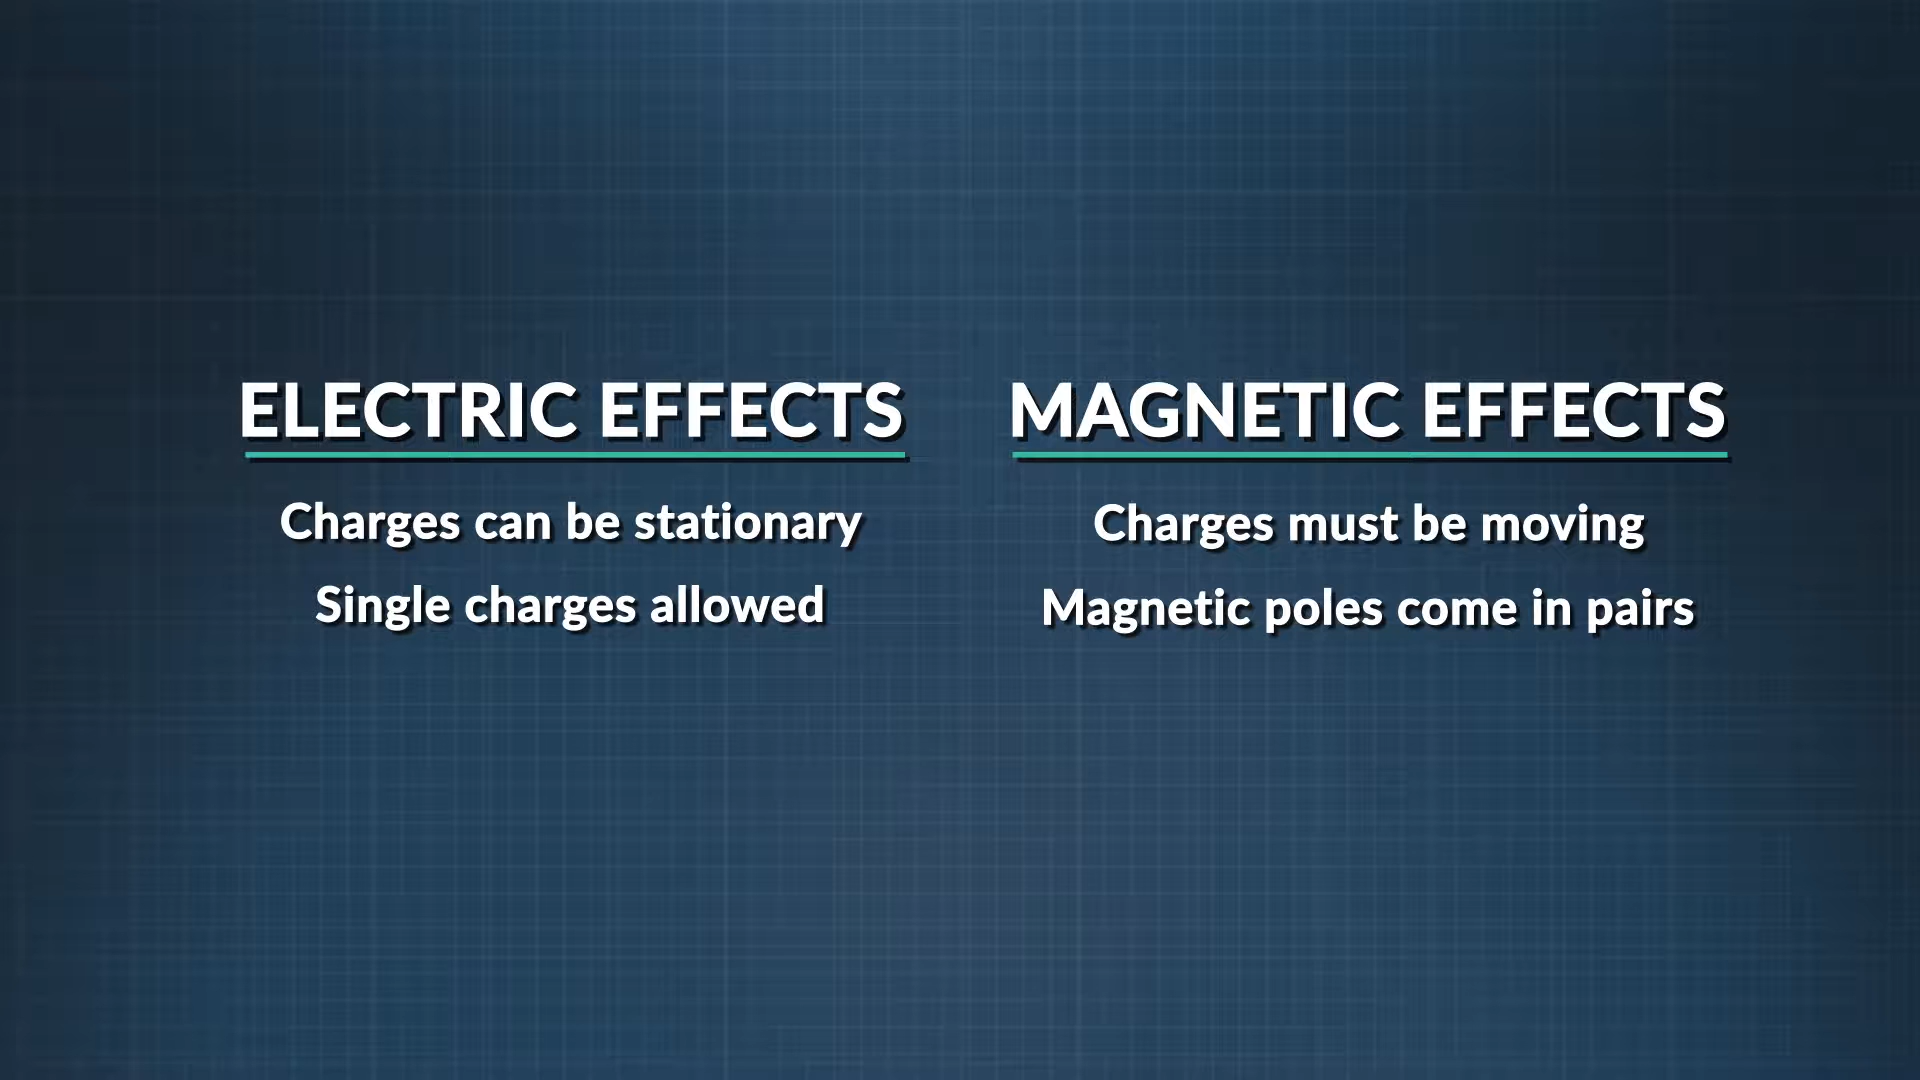 ELECTRIC EFFECTS
Charges can be stationary
Single charges allowed
MAGNETIC EFFECTS
Charges must be moving
Magnetic poles come in pairs